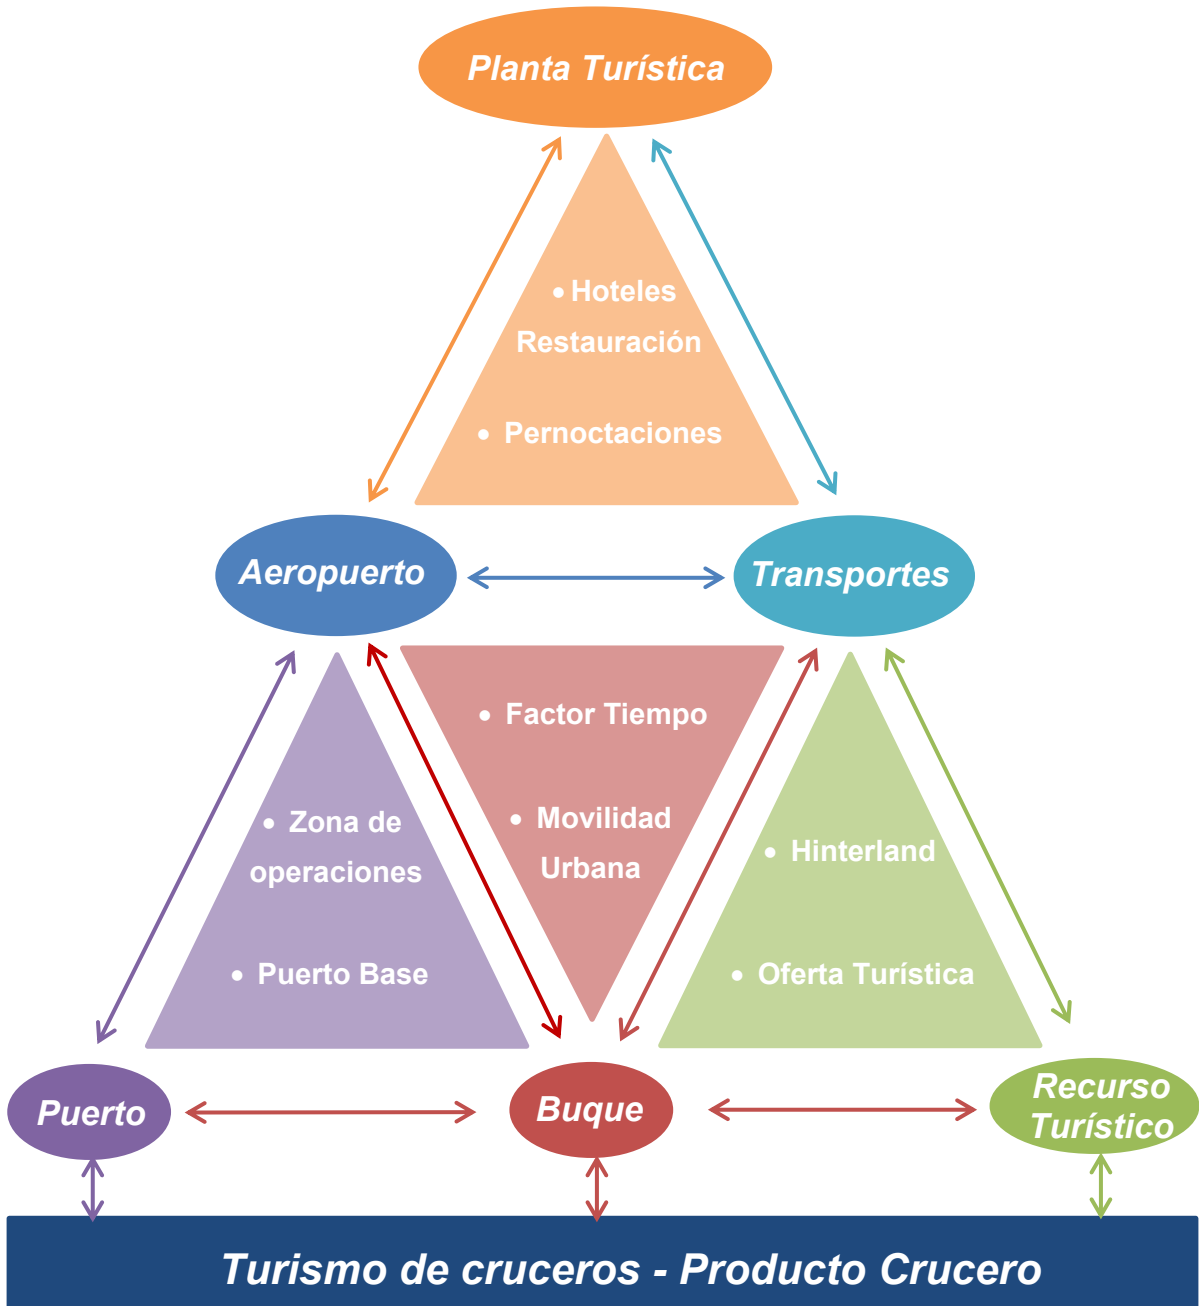 Planta Turística
• Hoteles
Restauración
• Pernoctaciones
Aeropuerto
Transportes
• Factor Tiempo
• Movilidad
Urbana
• Zona de
operaciones
• Puerto Base
• Hinterland
• Oferta Turística
Puerto
Buque
Recurso
Turístico
Turismo de cruceros - Producto Crucero